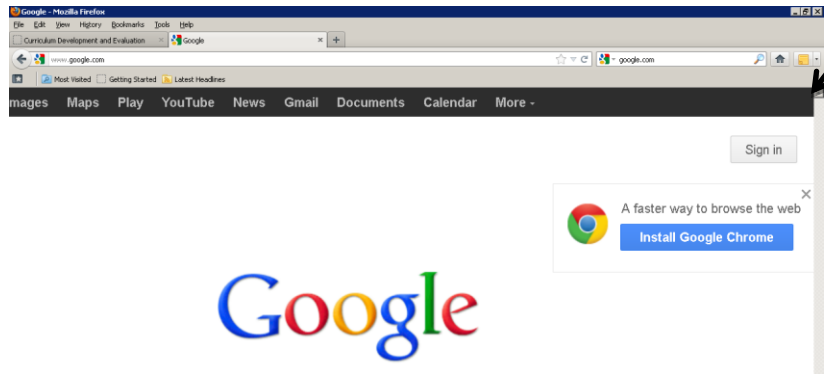 Google - Mozilla Firefox
File Edit View History Bookmarks Tools Help
Curriculum Development and Evaluation × Google × +
www.google.com google.com
Most Visited Getting Started Latest Headlines
mages Maps Play YouTube News Gmail Documents Calendar More
Sign in
A faster way to browse the web
Install Google Chrome
Google